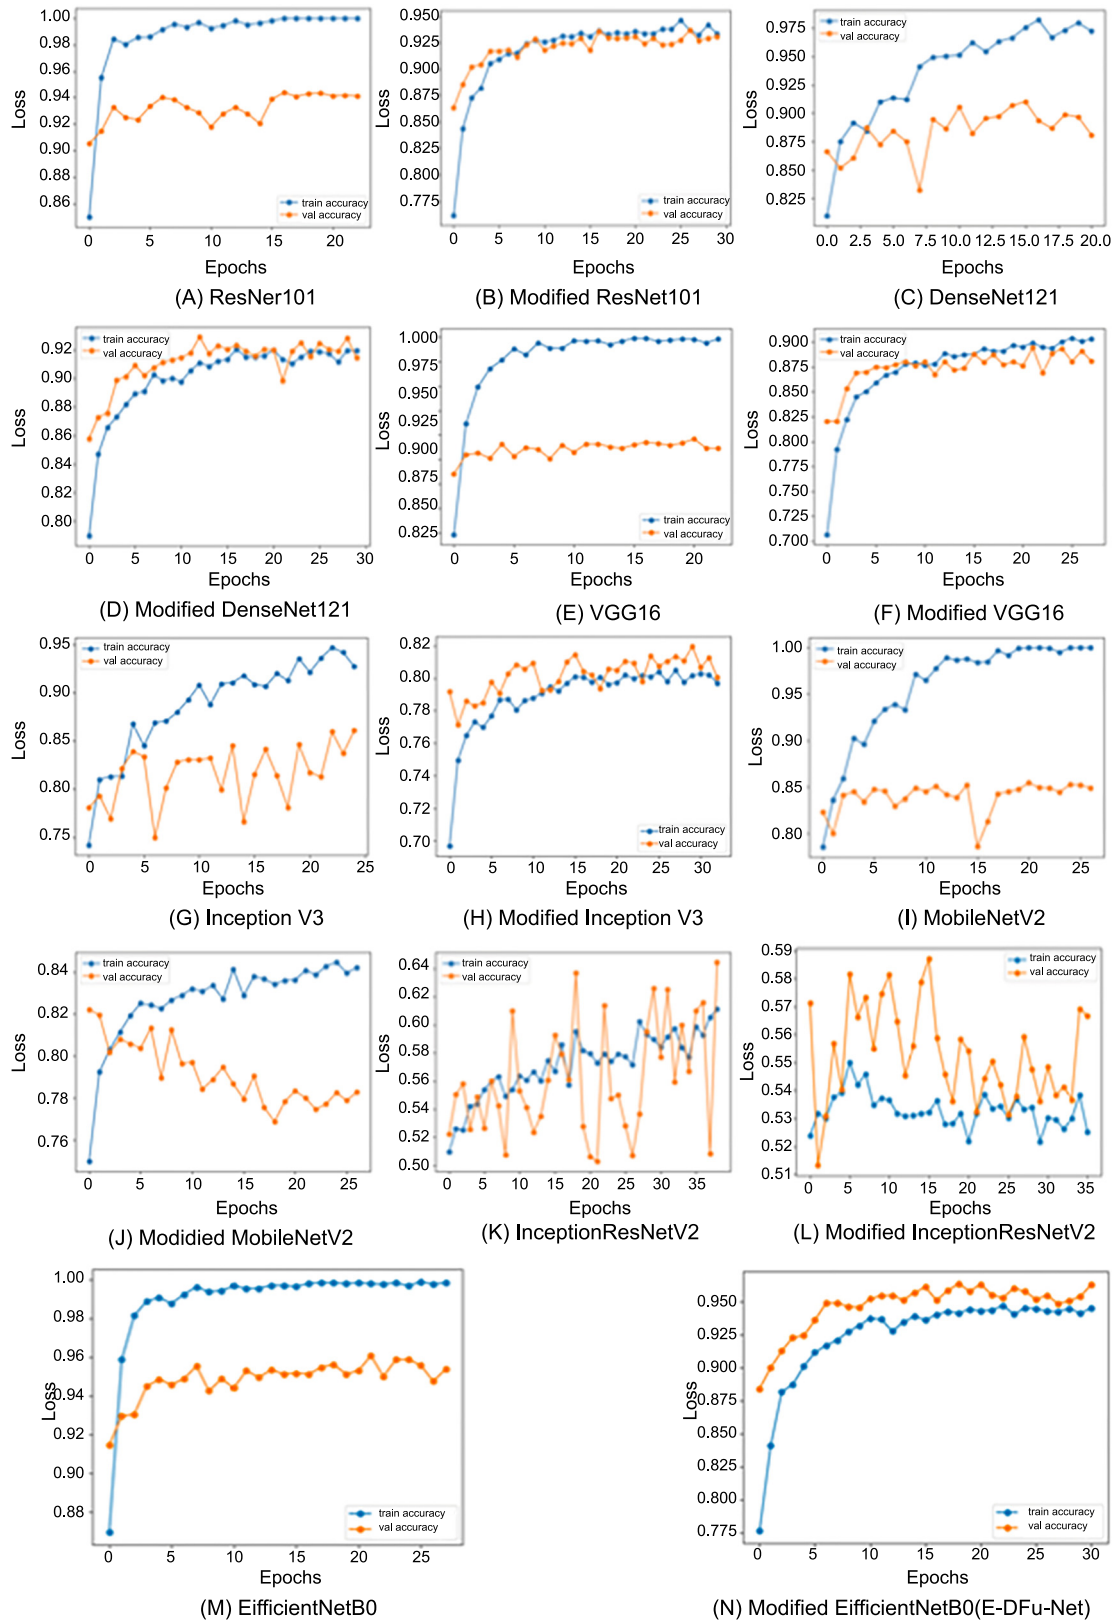 1.00
0.98
0.96
0.94
0.92
0.90
0.88
0.86
Loss
train accuracy
val accuracy
0 5 10 15 20
Epochs
(A) ResNer101
0.950
0.925
0.900
0.875
0.850
0.825
0.800
0.775
Loss
train accuracy
val accuracy
0 5 10 15 20 25 30
Epochs
(B) Modified ResNet101
0.975
0.950
0.925
0.900
0.875
0.850
0.825
Loss
train accuracy
val accuracy
0.0 2.5 5.0 7.5 10.0 12.5 15.0 17.5 20.0
Epochs
(C) DenseNet121
0.92
0.90
0.88
0.86
0.84
0.82
0.80
Loss
train accuracy
val accuracy
0 5 10 15 20 25 30
Epochs
(D) Modified DenseNet121
1.000
0.975
0.950
0.925
0.900
0.875
0.850
0.825
Loss
train accuracy
val accuracy
0 5 10 15 20
Epochs
(E) VGG16
0.900
0.875
0.850
0.825
0.800
0.775
0.750
0.725
0.700
Loss
train accuracy
val accuracy
0 5 10 15 20 25
Epochs
(F) Modified VGG16
0.95
0.90
0.85
0.80
0.75
Loss
train accuracy
val accuracy
0 5 10 15 20 25
Epochs
(G) Inception V3
0.82
0.80
0.78
0.76
0.74
0.72
0.70
Loss
train accuracy
val accuracy
0 5 10 15 20 25 30
Epochs
(H) Modified Inception V3
1.00
0.95
0.90
0.85
0.80
Loss
train accuracy
val accuracy
0 5 10 15 20 25
Epochs
(I) MobileNetV2
0.84
0.82
0.80
0.78
0.76
Loss
train accuracy
val accuracy
0 5 10 15 20 25
Epochs
(J) Modidied MobileNetV2
0.64
0.62
0.60
0.58
0.56
0.54
0.52
0.50
Loss
train accuracy
val accuracy
0 5 10 15 20 25 30 35
Epochs
(K) InceptionResNetV2
0.59
0.58
0.57
0.56
0.55
0.54
0.53
0.52
0.51
Loss
train accuracy
val accuracy
0 5 10 15 20 25 30 35
Epochs
(L) Modified InceptionResNetV2
1.00
0.98
0.96
0.94
0.92
0.90
0.88
Loss
train accuracy
val accuracy
0 5 10 15 20 25
Epochs
(M) EifficientNetB0
0.950
0.925
0.900
0.875
0.850
0.825
0.800
0.775
Loss
train accuracy
val accuracy
0 5 10 15 20 25 30
Epochs
(N) Modified EifficientNetB0(E-DFu-Net)